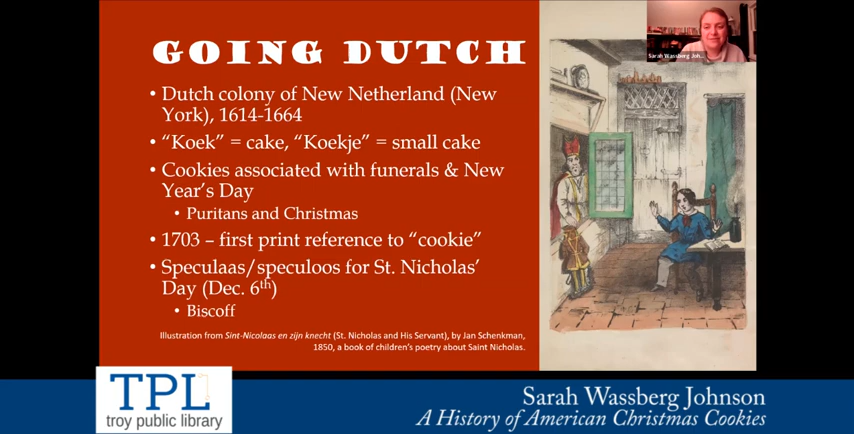 GOING DUTCH
• Dutch colony of New Netherland (New
York), 1614-1664
• “Koek” = cake, “Koekje” = small cake
• Cookies associated with funerals & New
Year’s Day
• Puritans and Christmas
• 1703 – first print reference to “cookie”
• Speculaas/speculoos for St. Nicholas’
Day (Dec. 6th)
• Biscoff
Illustration from Sint-Nicolaas en zijn knecht (St. Nicholas and His Servant), by Jan Schenkman,
1850, a book of children’s poetry about Saint Nicholas.
Sarah Wassberg Joh...
TPL
troy public library
Sarah Wassberg Johnson
A History of American Christmas Cookies